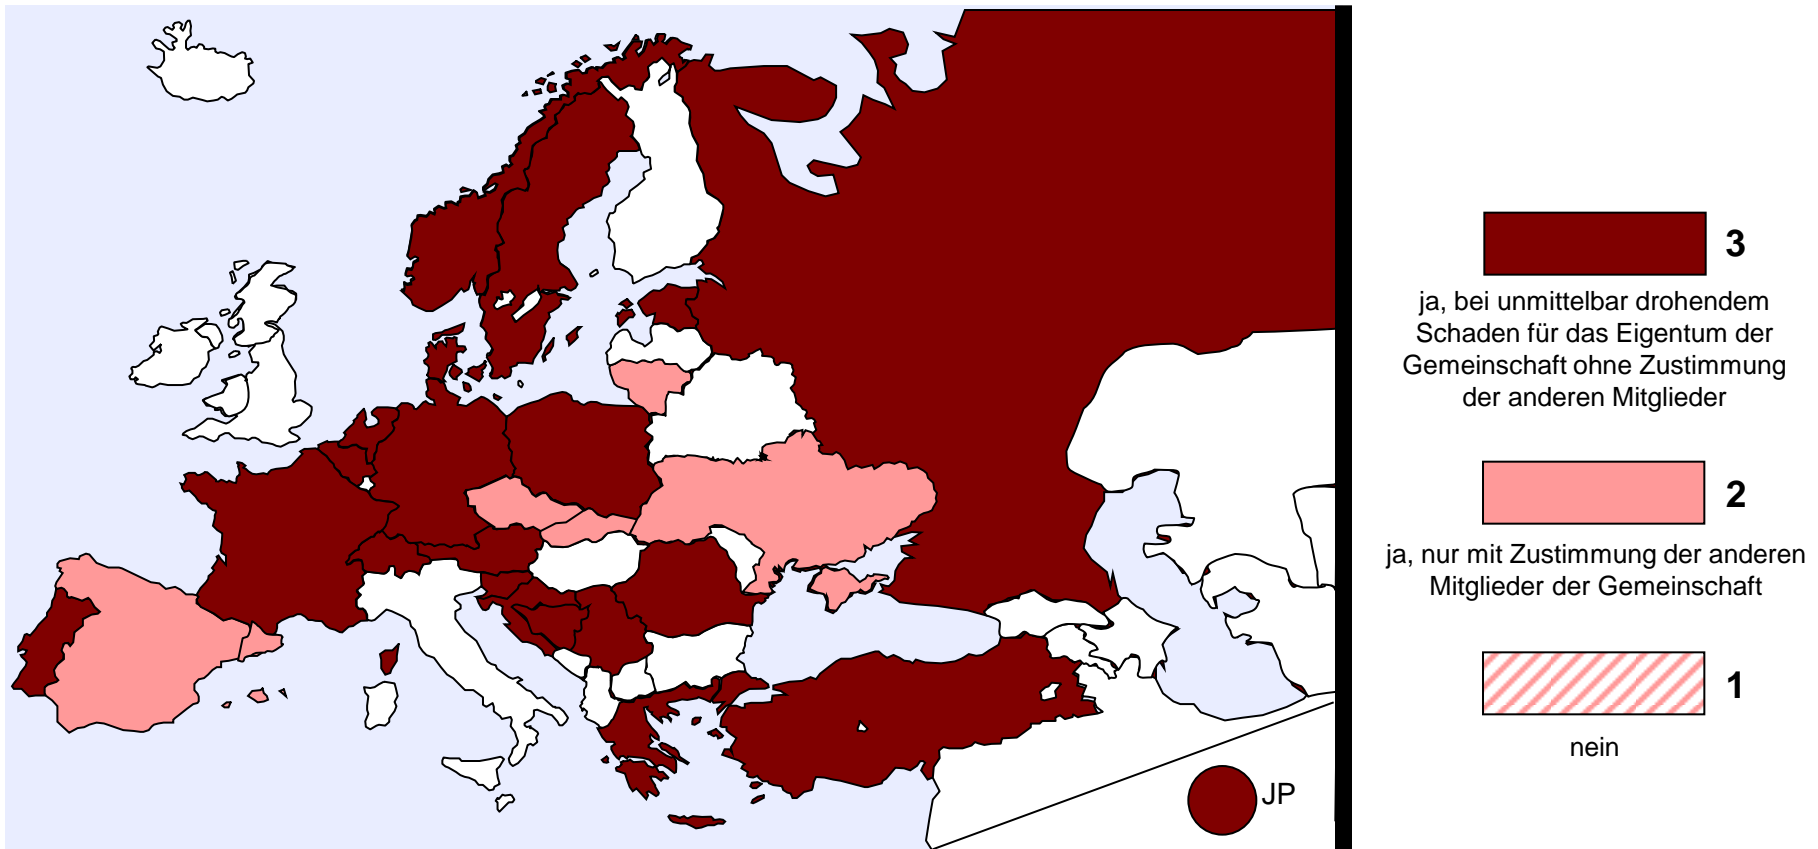 3
ja, bei unmittelbar drohendem
Schaden für das Eigentum der
Gemeinschaft ohne Zustimmung
der anderen Mitglieder
2
ja, nur mit Zustimmung der anderen
Mitglieder der Gemeinschaft
1
nein
JP